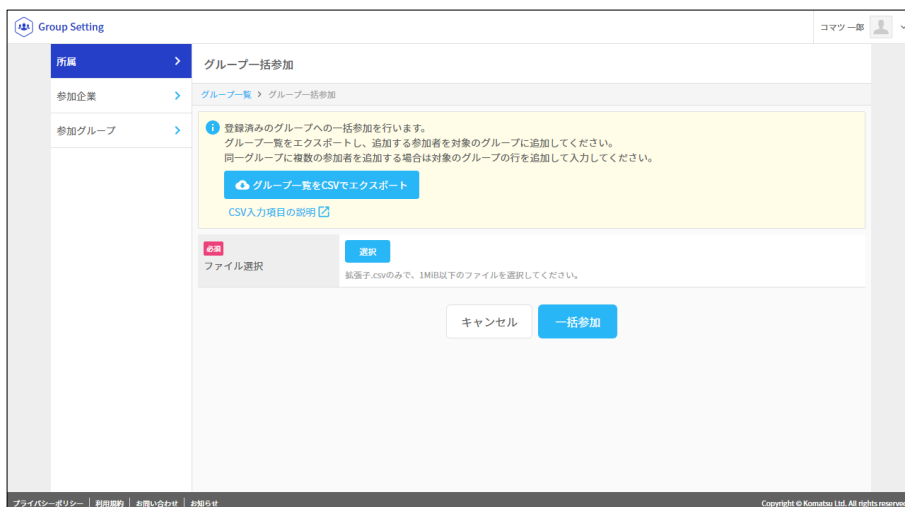 Group Setting
コマツ 一郎
所属
参加企業
参加グループ
グループ一括参加
グループ一覧 > グループ一括参加
登録済みのグループへの一括参加を行います。
グループ一覧をエクスポートし、追加する参加者を対象のグループに追加してください。
同一グループに複数の参加者を追加する場合は対象のグループの行を追加して入力してください。
グループ一覧をCSVでエクスポート
CSV入力項目の説明
必須
ファイル選択
選択
拡張子.csvのみで、1MiB以下のファイルを選択してください。
キャンセル
一括参加
プライバシーポリシー | 利用規約 | お問い合わせ | お知らせ
Copyright © Komatsu Ltd. All rights reserved